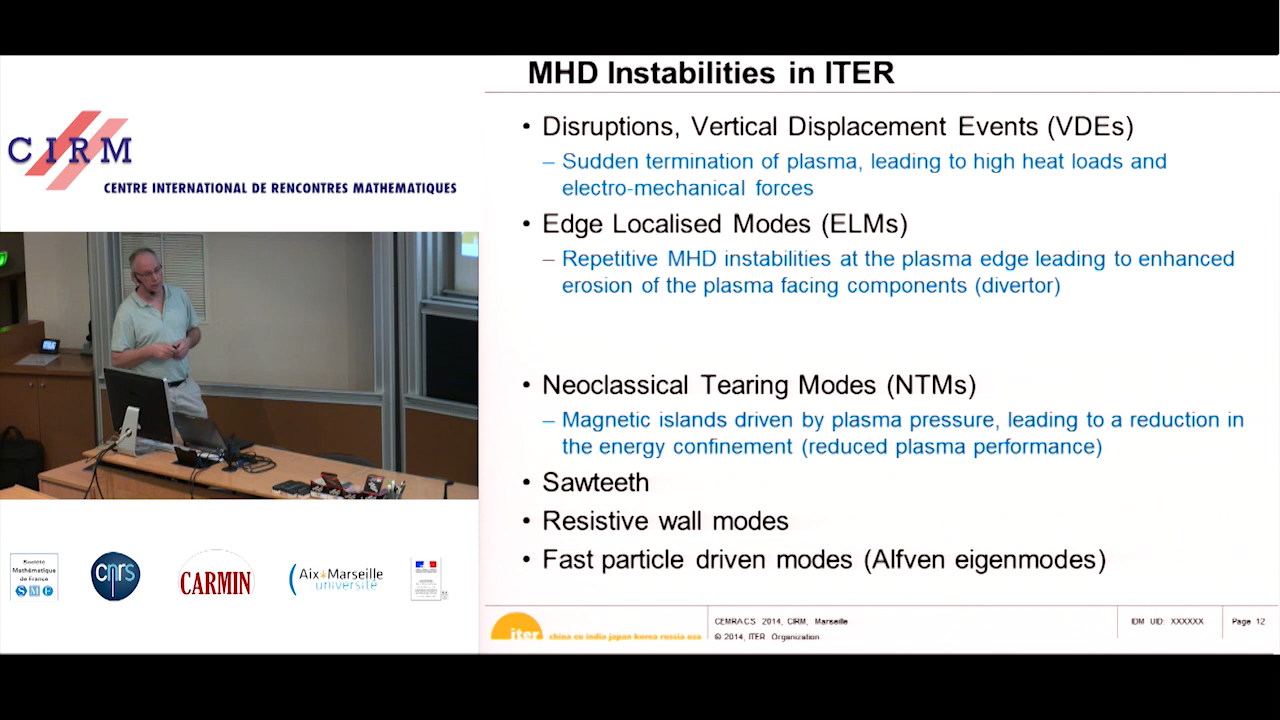 CIRM
CENTRE INTERNATIONAL DE RENCONTRES MATHEMATIQUES
MHD Instabilities in ITER
• Disruptions, Vertical Displacement Events (VDEs)
– Sudden termination of plasma, leading to high heat loads and
electro-mechanical forces
• Edge Localised Modes (ELMs)
– Repetitive MHD instabilities at the plasma edge leading to enhanced
erosion of the plasma facing components (divertor)
• Neoclassical Tearing Modes (NTMs)
– Magnetic islands driven by plasma pressure, leading to a reduction in
the energy confinement (reduced plasma performance)
• Sawteeth
• Resistive wall modes
• Fast particle driven modes (Alfven eigenmodes)
Société
Mathématique
de France
SMF
cnrs
CARMIN
Aix*Marseille
université
iter
china eu india japan korea russia usa
CEMRACS 2014, CIRM, Marseille
© 2014, ITER Organization
IDM UID: XXXXXX
Page 12